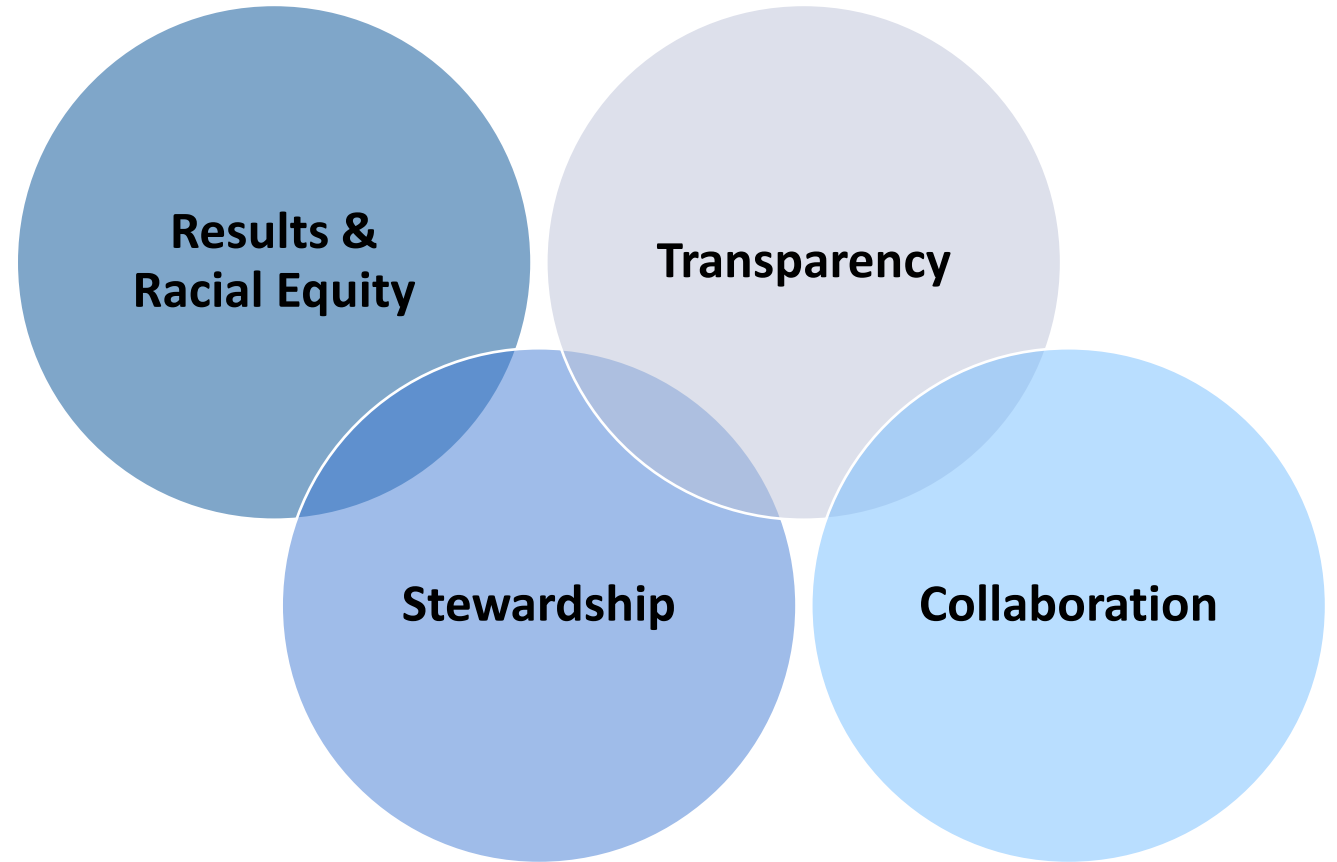 Results &
Racial Equity
Transparency
Stewardship
Collaboration